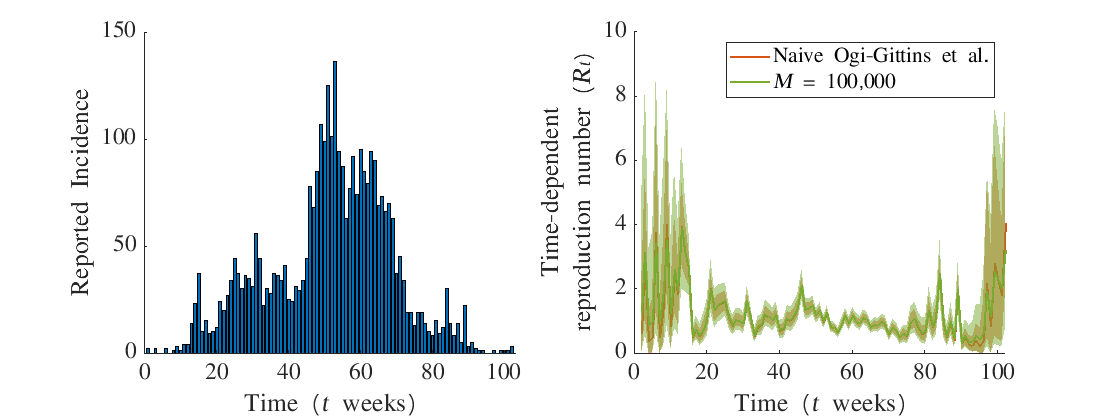 150
100
50
0
Reported Incidence
0 20 40 60 80 100
Time (t weeks)
10
8
6
4
2
0
Time-dependent
reproduction number (Rt)
Naive Ogi-Gittins et al.
M = 100,000
0 20 40 60 80 100
Time (t weeks)